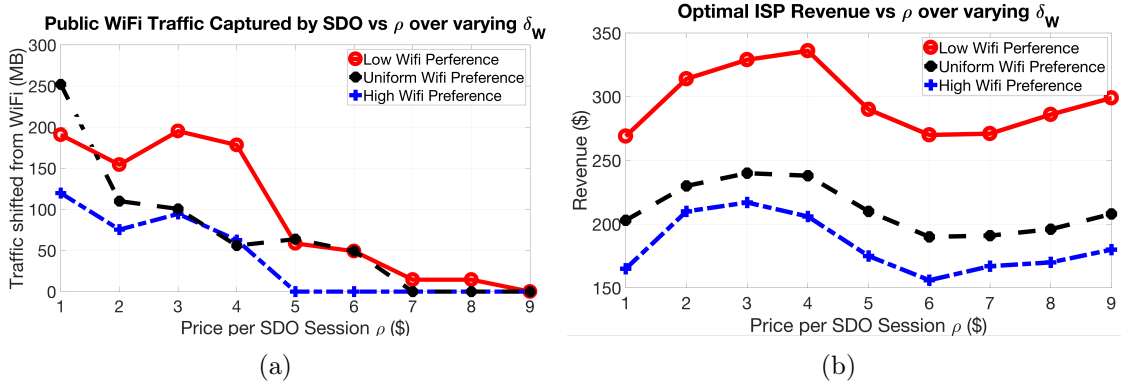 Public WiFi Traffic Captured by SDO vs ρ over varying δ_W
Traffic shifted from WiFi (MB)
300
250
200
150
100
50
0
Low Wifi Perference
Uniform Wifi Preference
High Wifi Preference
1 2 3 4 5 6 7 8 9
Price per SDO Session ρ ($)
(a)
Optimal ISP Revenue vs ρ over varying δ_W
Revenue ($)
350
300
250
200
150
Low Wifi Perference
Uniform Wifi Preference
High Wifi Preference
1 2 3 4 5 6 7 8 9
Price per SDO Session ρ ($)
(b)